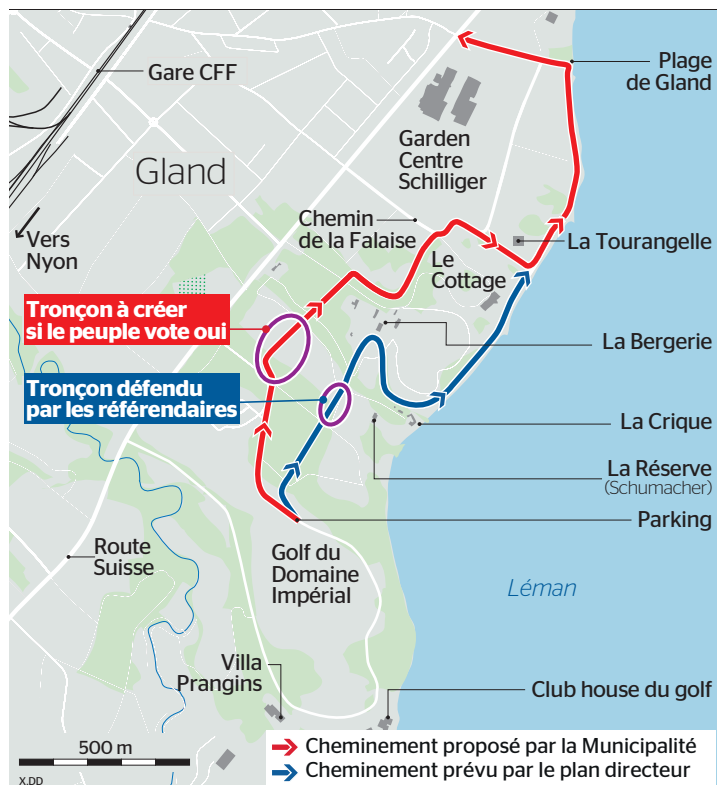 Gare CFF
Plage
de Gland
Garden
Centre
Schilliger
Gland
Chemin
de la Falaise
Vers
Nyon
La Tourangelle
Le
Cottage
Tronçon à créer
si le peuple vote oui
La Bergerie
Tronçon défendu
par les référendaires
La Crique
La Réserve
(Schumacher)
Parking
Route
Suisse
Golf du
Domaine
Impérial
Léman
Villa
Prangins
Club house du golf
500 m
X.DD
Cheminement proposé par la Municipalité
Cheminement prévu par le plan directeur